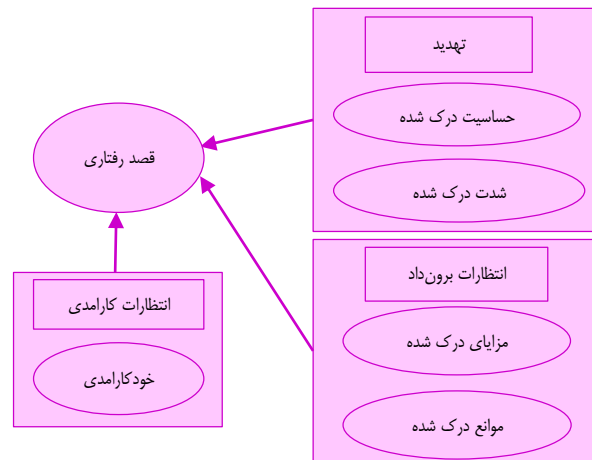 تهدید
حساسیت درک شده
شدت درک شده
قصد رفتاری
انتظارات برون‌داد
مزایای درک شده
موانع درک شده
انتظارات کارامدی
خودکارامدی